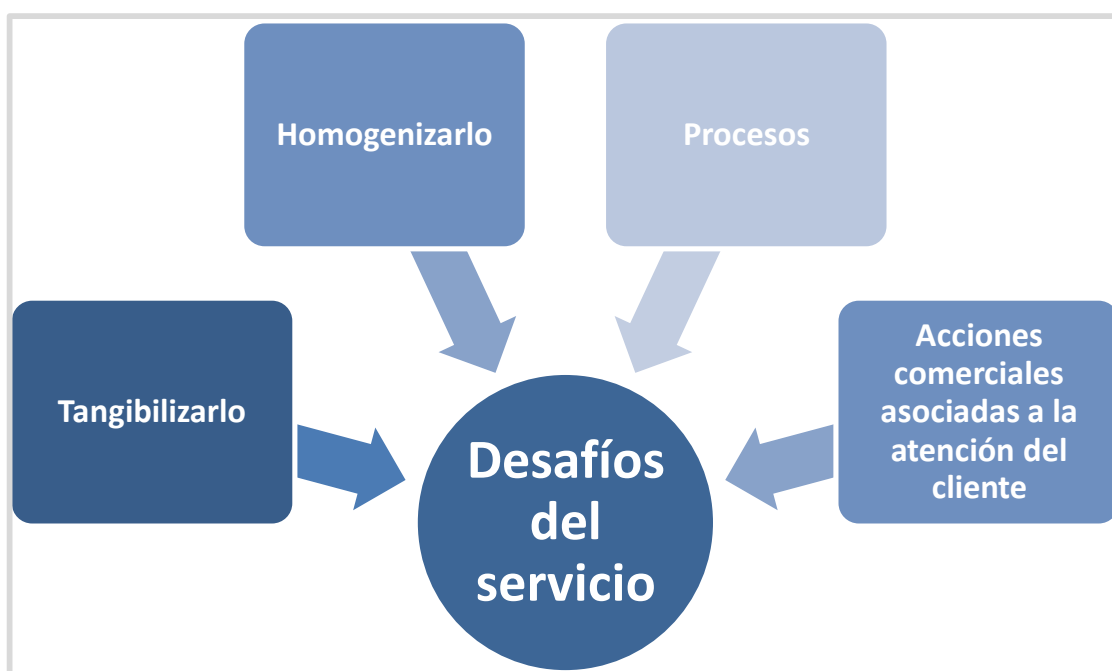 Homogenizarlo
Procesos
Tangibilizarlo
Acciones
comerciales
asociadas a la
atención del
cliente
Desafíos
del
servicio